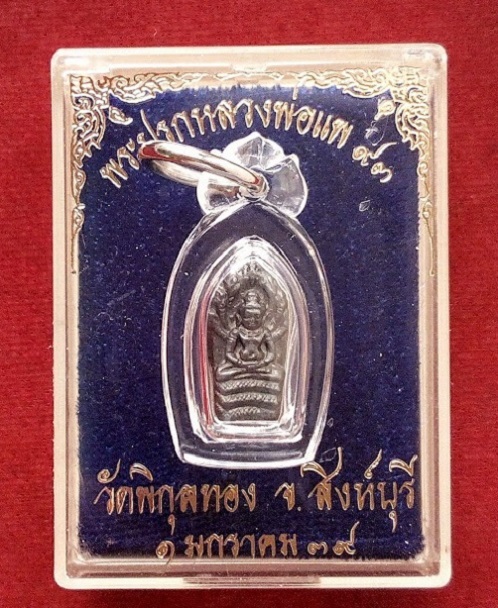 พระปรกหลวงพ่อแพ ๙๓
วัดพิกุลทอง จ. สิงห์บุรี
๑ มกราคม ๓๙